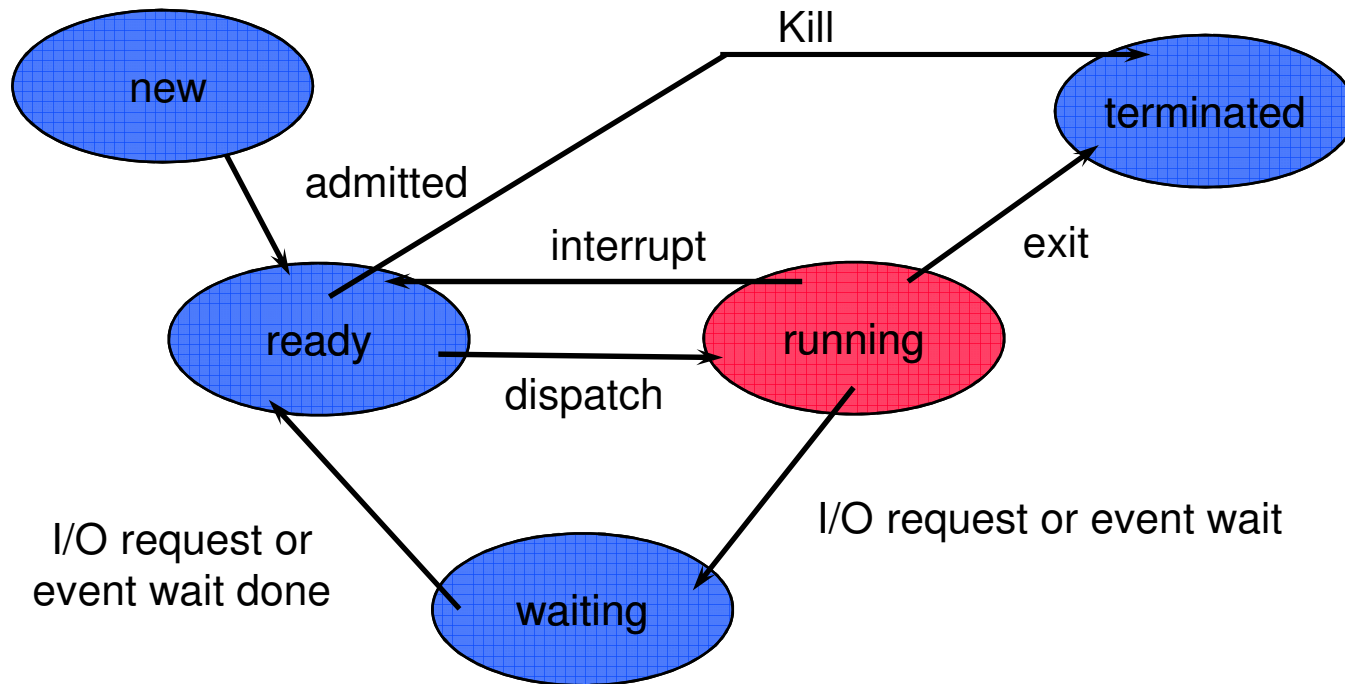 Kill
new
terminated
admitted
interrupt
exit
ready
running
dispatch
I/O request or event wait
I/O request or
event wait done
waiting